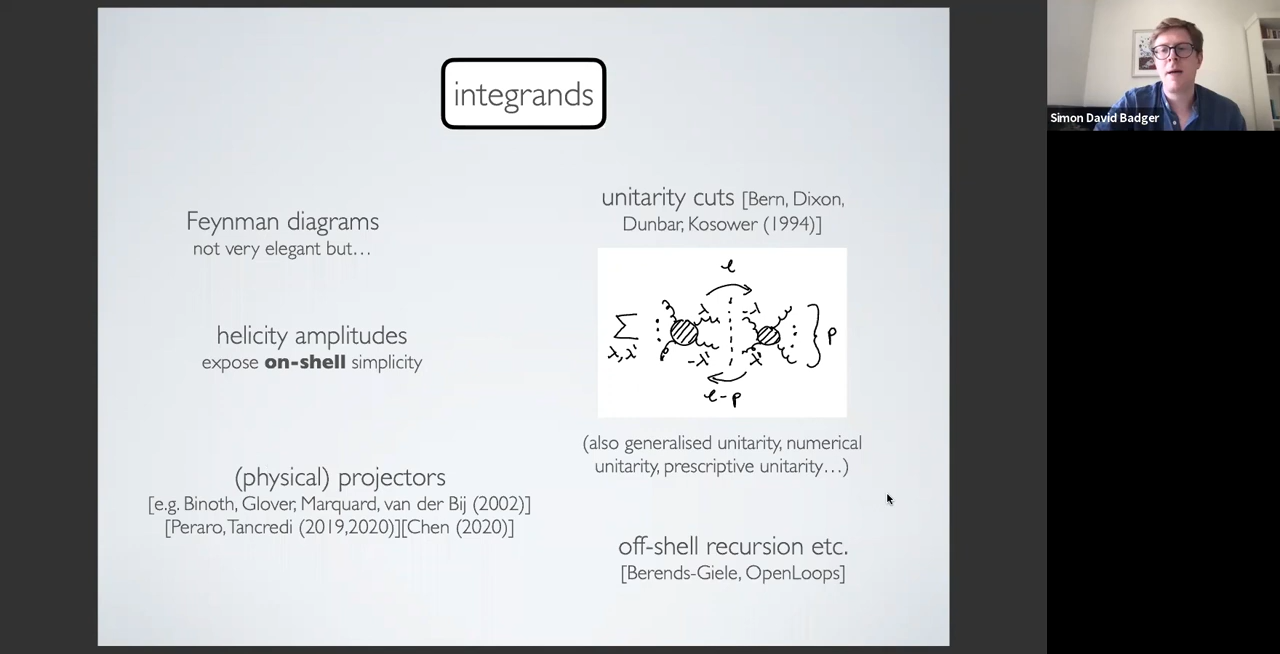 integrands
Feynman diagrams
not very elegant but…
helicity amplitudes
expose on-shell simplicity
(physical) projectors
[e.g. Binoth, Glover, Marquard, van der Bij (2002)]
[Peraro, Tancredi (2019,2020)][Chen (2020)]
unitarity cuts [Bern, Dixon,
Dunbar, Kosower (1994)]
ℓ
Σ λ -λ } p
λ,λ' -λ' λ'
ℓ-p
(also generalised unitarity, numerical
unitarity, prescriptive unitarity…)
off-shell recursion etc.
[Berends-Giele, OpenLoops]
Simon David Badger